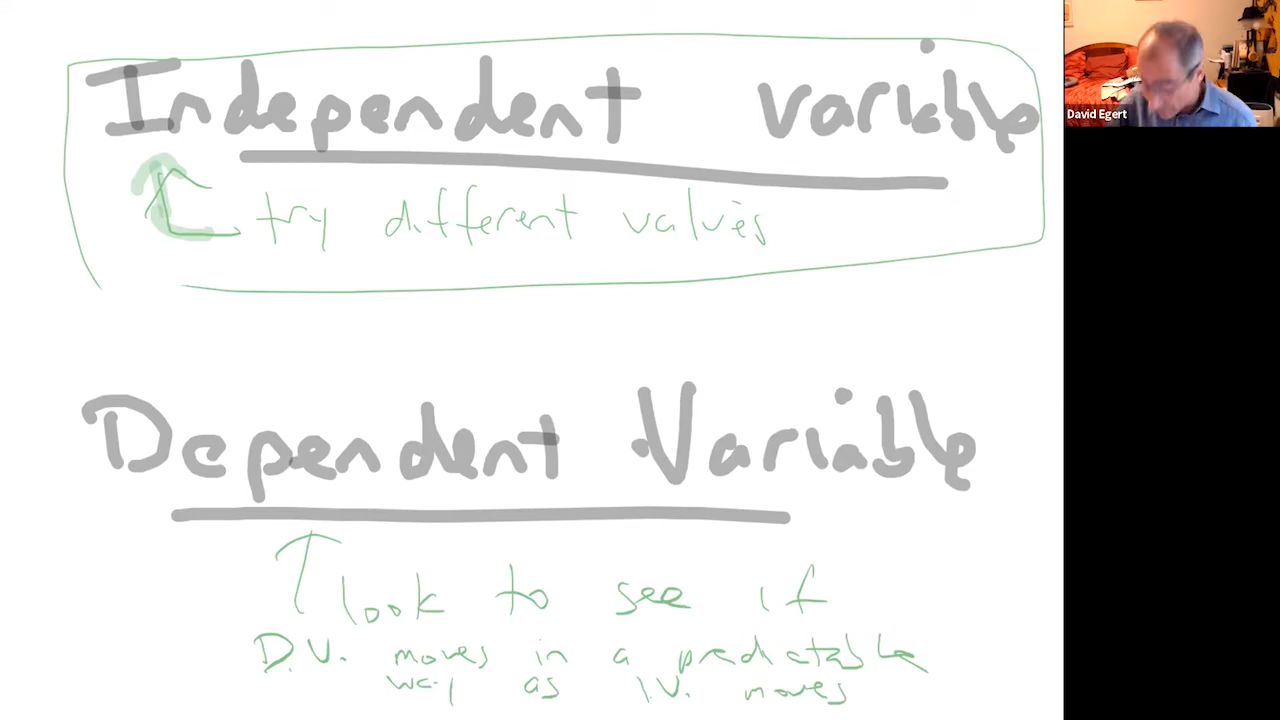 Independent variable
try different values
Dependent Variable
look to see if
D.V. moves in a predictable
way as I.V. moves
David Egert